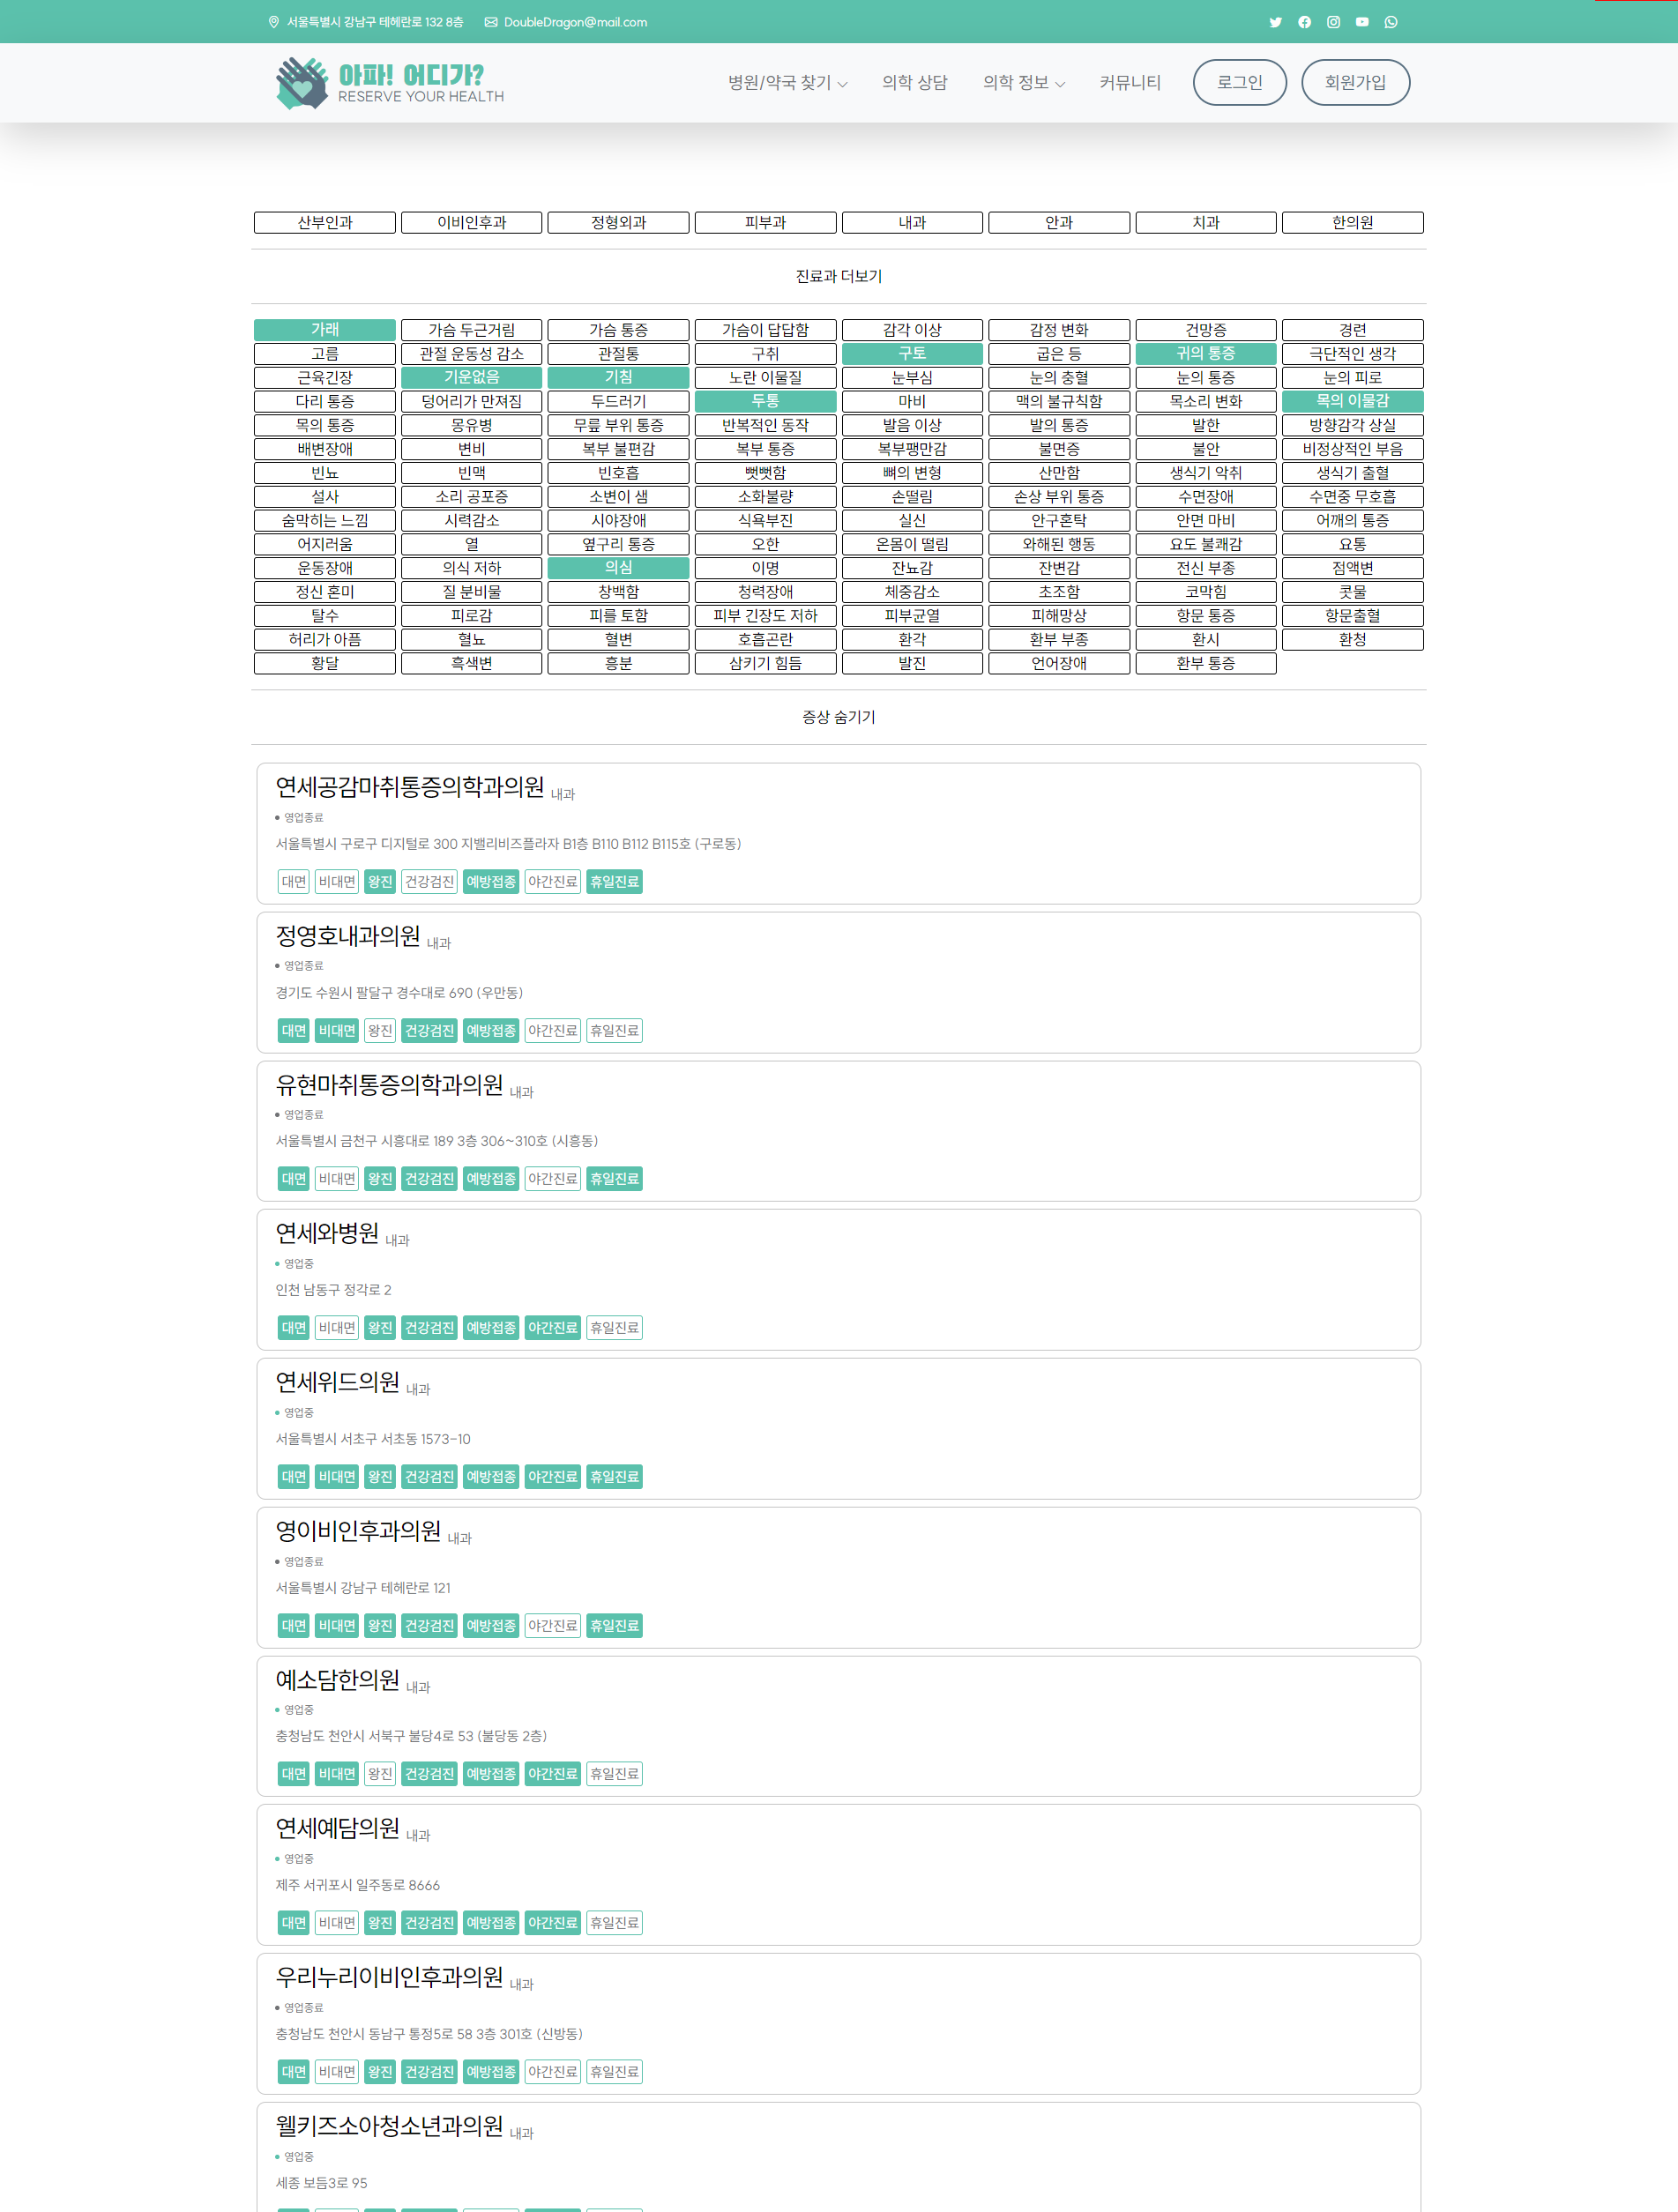 서울특별시 강남구 테헤란로 132 8층 DoubleDragon@mail.com
아파! 어디가?
RESERVE YOUR HEALTH
병원/약국 찾기 의학 상담 의학 정보 커뮤니티 로그인 회원가입
산부인과 이비인후과 정형외과 피부과 내과 안과 치과 한의원
진료과 더보기
가래 가슴 두근거림 가슴 통증 가슴이 답답함 감각 이상 감정 변화 건망증 경련
고름 관절 운동성 감소 관절통 구취 구토 굽은 등 귀의 통증 극단적인 생각
근육긴장 기운없음 기침 노란 이물질 눈부심 눈의 충혈 눈의 통증 눈의 피로
다리 통증 덩어리가 만져짐 두드러기 두통 마비 맥의 불규칙함 목소리 변화 목의 이물감
목의 통증 몽유병 무릎 부위 통증 반복적인 동작 발음 이상 발의 통증 발한 방향감각 상실
배변장애 변비 복부 불편감 복부 통증 복부팽만감 불면증 불안 비정상적인 부음
빈뇨 빈맥 빈호흡 뻣뻣함 뼈의 변형 산만함 생식기 악취 생식기 출혈
설사 소리 공포증 소변이 샘 소화불량 손떨림 손상 부위 통증 수면장애 수면중 무호흡
숨막히는 느낌 시력감소 시야장애 식욕부진 실신 안구혼탁 안면 마비 어깨의 통증
어지러움 열 옆구리 통증 오한 온몸이 떨림 와해된 행동 요도 불쾌감 요통
운동장애 의식 저하 의심 이명 잔뇨감 잔변감 전신 부종 점액변
정신 혼미 질 분비물 창백함 청력장애 체중감소 초조함 코막힘 콧물
탈수 피로감 피를 토함 피부 긴장도 저하 피부균열 피해망상 항문 통증 항문출혈
허리가 아픔 혈뇨 혈변 호흡곤란 환각 환부 부종 환시 환청
황달 흑색변 흥분 삼키기 힘듬 발진 언어장애 환부 통증
증상 숨기기
연세공감마취통증의학과의원 내과
영업종료
서울특별시 구로구 디지털로 300 지밸리비즈플라자 B1층 B110 B112 B115호 (구로동)
대면 비대면 왕진 건강검진 예방접종 야간진료 휴일진료
정영호내과의원 내과
영업종료
경기도 수원시 팔달구 경수대로 690 (우만동)
대면 비대면 왕진 건강검진 예방접종 야간진료 휴일진료
유현마취통증의학과의원 내과
영업종료
서울특별시 금천구 시흥대로 189 3층 306~310호 (시흥동)
대면 비대면 왕진 건강검진 예방접종 야간진료 휴일진료
연세와병원 내과
영업중
인천 남동구 정각로 2
대면 비대면 왕진 건강검진 예방접종 야간진료 휴일진료
연세위드의원 내과
영업중
서울특별시 서초구 서초동 1573-10
대면 비대면 왕진 건강검진 예방접종 야간진료 휴일진료
영이비인후과의원 내과
영업종료
서울특별시 강남구 테헤란로 121
대면 비대면 왕진 건강검진 예방접종 야간진료 휴일진료
예소담한의원 내과
영업중
충청남도 천안시 서북구 불당4로 53 (불당동 2층)
대면 비대면 왕진 건강검진 예방접종 야간진료 휴일진료
연세예담의원 내과
영업중
제주 서귀포시 일주동로 8666
대면 비대면 왕진 건강검진 예방접종 야간진료 휴일진료
우리누리이비인후과의원 내과
영업종료
충청남도 천안시 동남구 통정5로 58 3층 301호 (신방동)
대면 비대면 왕진 건강검진 예방접종 야간진료 휴일진료
웰키즈소아청소년과의원 내과
영업중
세종 보듬3로 95